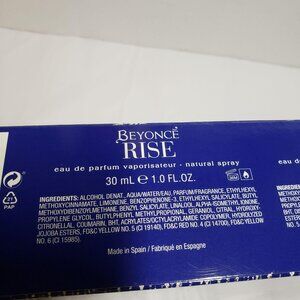 BEYONCÉ
RISE
eau de parfum vaporisateur · natural spray
30 mL ℮ 1.0 FL.OZ.
21
PAP
INGREDIENTS: ALCOHOL DENAT., AQUA/WATER/EAU, PARFUM/FRAGRANCE, ETHYLHEXYL
METHOXYCINNAMATE, LIMONENE, BENZOPHENONE-3, ETHYLHEXYL SALICYLATE, BUTYL
METHOXYDIBENZOYLMETHANE, BENZYL SALICYLATE, LINALOOL, ALPHA-ISOMETHYL IONONE,
PROPYLENE GLYCOL, BUTYLPHENYL METHYLPROPIONAL, GERANIOL, CITRAL, HYDROXYCITRONELLAL,
BHT, ACRYLATES/OCTYLACRYLAMIDE COPOLYMER, HYDROLYZED
JOJOBA ESTERS, FD&C YELLOW NO. 5 (CI 19140), FD&C RED NO. 4 (CI 14700), FD&C YELLOW
NO. 6 (CI 15985).
Made in Spain / Fabriqué en Espagne
eau de
INGREDIENTS: